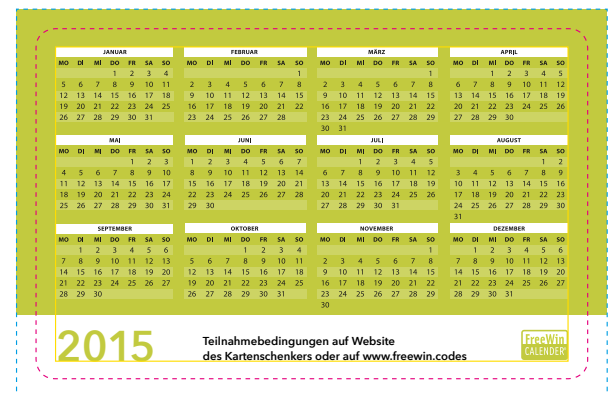 JANUAR
MO DI MI DO FR SA SO
1 2 3 4
5 6 7 8 9 10 11
12 13 14 15 16 17 18
19 20 21 22 23 24 25
26 27 28 29 30 31
FEBRUAR
MO DI MI DO FR SA SO
1
2 3 4 5 6 7 8
9 10 11 12 13 14 15
16 17 18 19 20 21 22
23 24 25 26 27 28
MÄRZ
MO DI MI DO FR SA SO
1
2 3 4 5 6 7 8
9 10 11 12 13 14 15
16 17 18 19 20 21 22
23 24 25 26 27 28 29
30 31
APRIL
MO DI MI DO FR SA SO
1 2 3 4 5
6 7 8 9 10 11 12
13 14 15 16 17 18 19
20 21 22 23 24 25 26
27 28 29 30
MAI
MO DI MI DO FR SA SO
1 2 3
4 5 6 7 8 9 10
11 12 13 14 15 16 17
18 19 20 21 22 23 24
25 26 27 28 29 30 31
JUNI
MO DI MI DO FR SA SO
1 2 3 4 5 6 7
8 9 10 11 12 13 14
15 16 17 18 19 20 21
22 23 24 25 26 27 28
29 30
JULI
MO DI MI DO FR SA SO
1 2 3 4 5
6 7 8 9 10 11 12
13 14 15 16 17 18 19
20 21 22 23 24 25 26
27 28 29 30 31
AUGUST
MO DI MI DO FR SA SO
1 2
3 4 5 6 7 8 9
10 11 12 13 14 15 16
17 18 19 20 21 22 23
24 25 26 27 28 29 30
31
SEPTEMBER
MO DI MI DO FR SA SO
1 2 3 4 5 6
7 8 9 10 11 12 13
14 15 16 17 18 19 20
21 22 23 24 25 26 27
28 29 30
OKTOBER
MO DI MI DO FR SA SO
1 2 3 4
5 6 7 8 9 10 11
12 13 14 15 16 17 18
19 20 21 22 23 24 25
26 27 28 29 30 31
NOVEMBER
MO DI MI DO FR SA SO
1
2 3 4 5 6 7 8
9 10 11 12 13 14 15
16 17 18 19 20 21 22
23 24 25 26 27 28 29
30
DEZEMBER
MO DI MI DO FR SA SO
1 2 3 4 5 6
7 8 9 10 11 12 13
14 15 16 17 18 19 20
21 22 23 24 25 26 27
28 29 30 31
2015
Teilnahmebedingungen auf Website
des Kartenschenkers oder auf www.freewin.codes
FreeWin
CALENDER